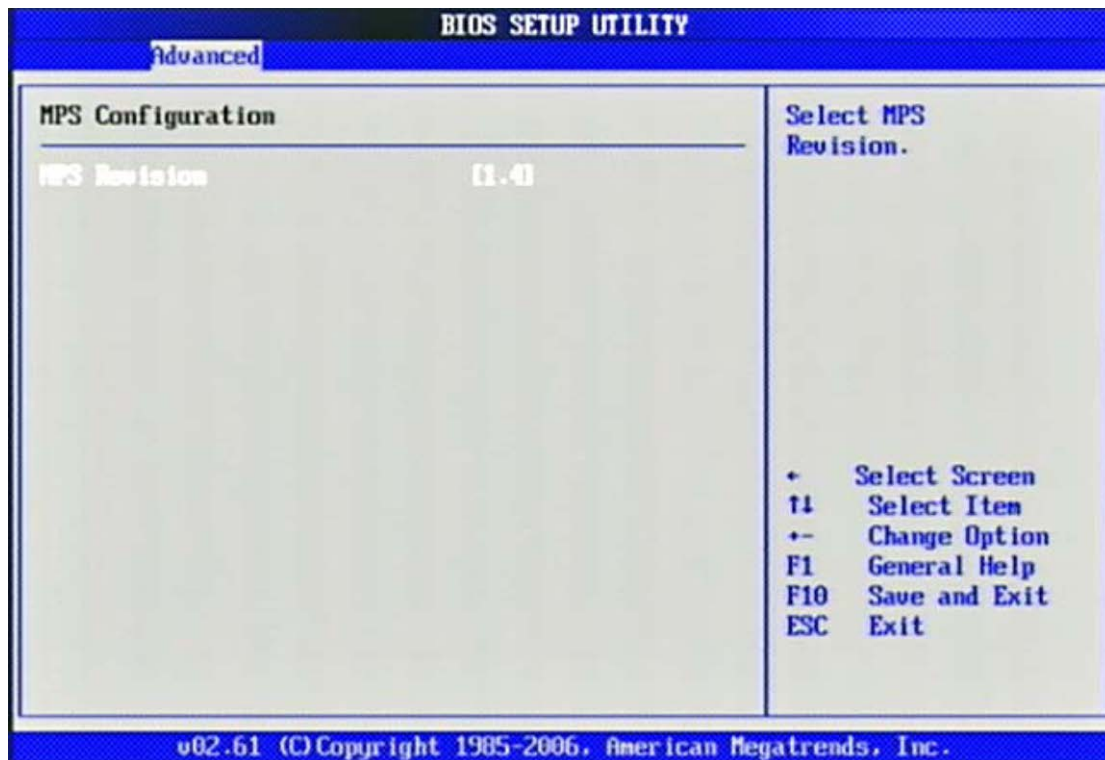 BIOS SETUP UTILITY
Advanced
MPS Configuration
MPS Revision [1.4]
Select MPS
Revision.
← Select Screen
↑↓ Select Item
+- Change Option
F1 General Help
F10 Save and Exit
ESC Exit
v02.61 (C)Copyright 1985-2006, American Megatrends, Inc.